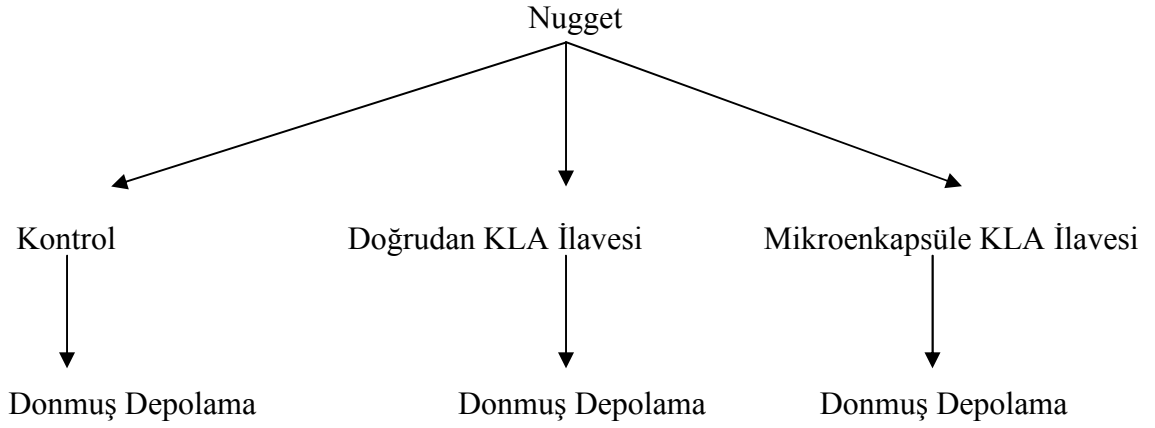 Nugget
Kontrol Doğrudan KLA İlavesi Mikroenkapsüle KLA İlavesi
Donmuş Depolama Donmuş Depolama Donmuş Depolama